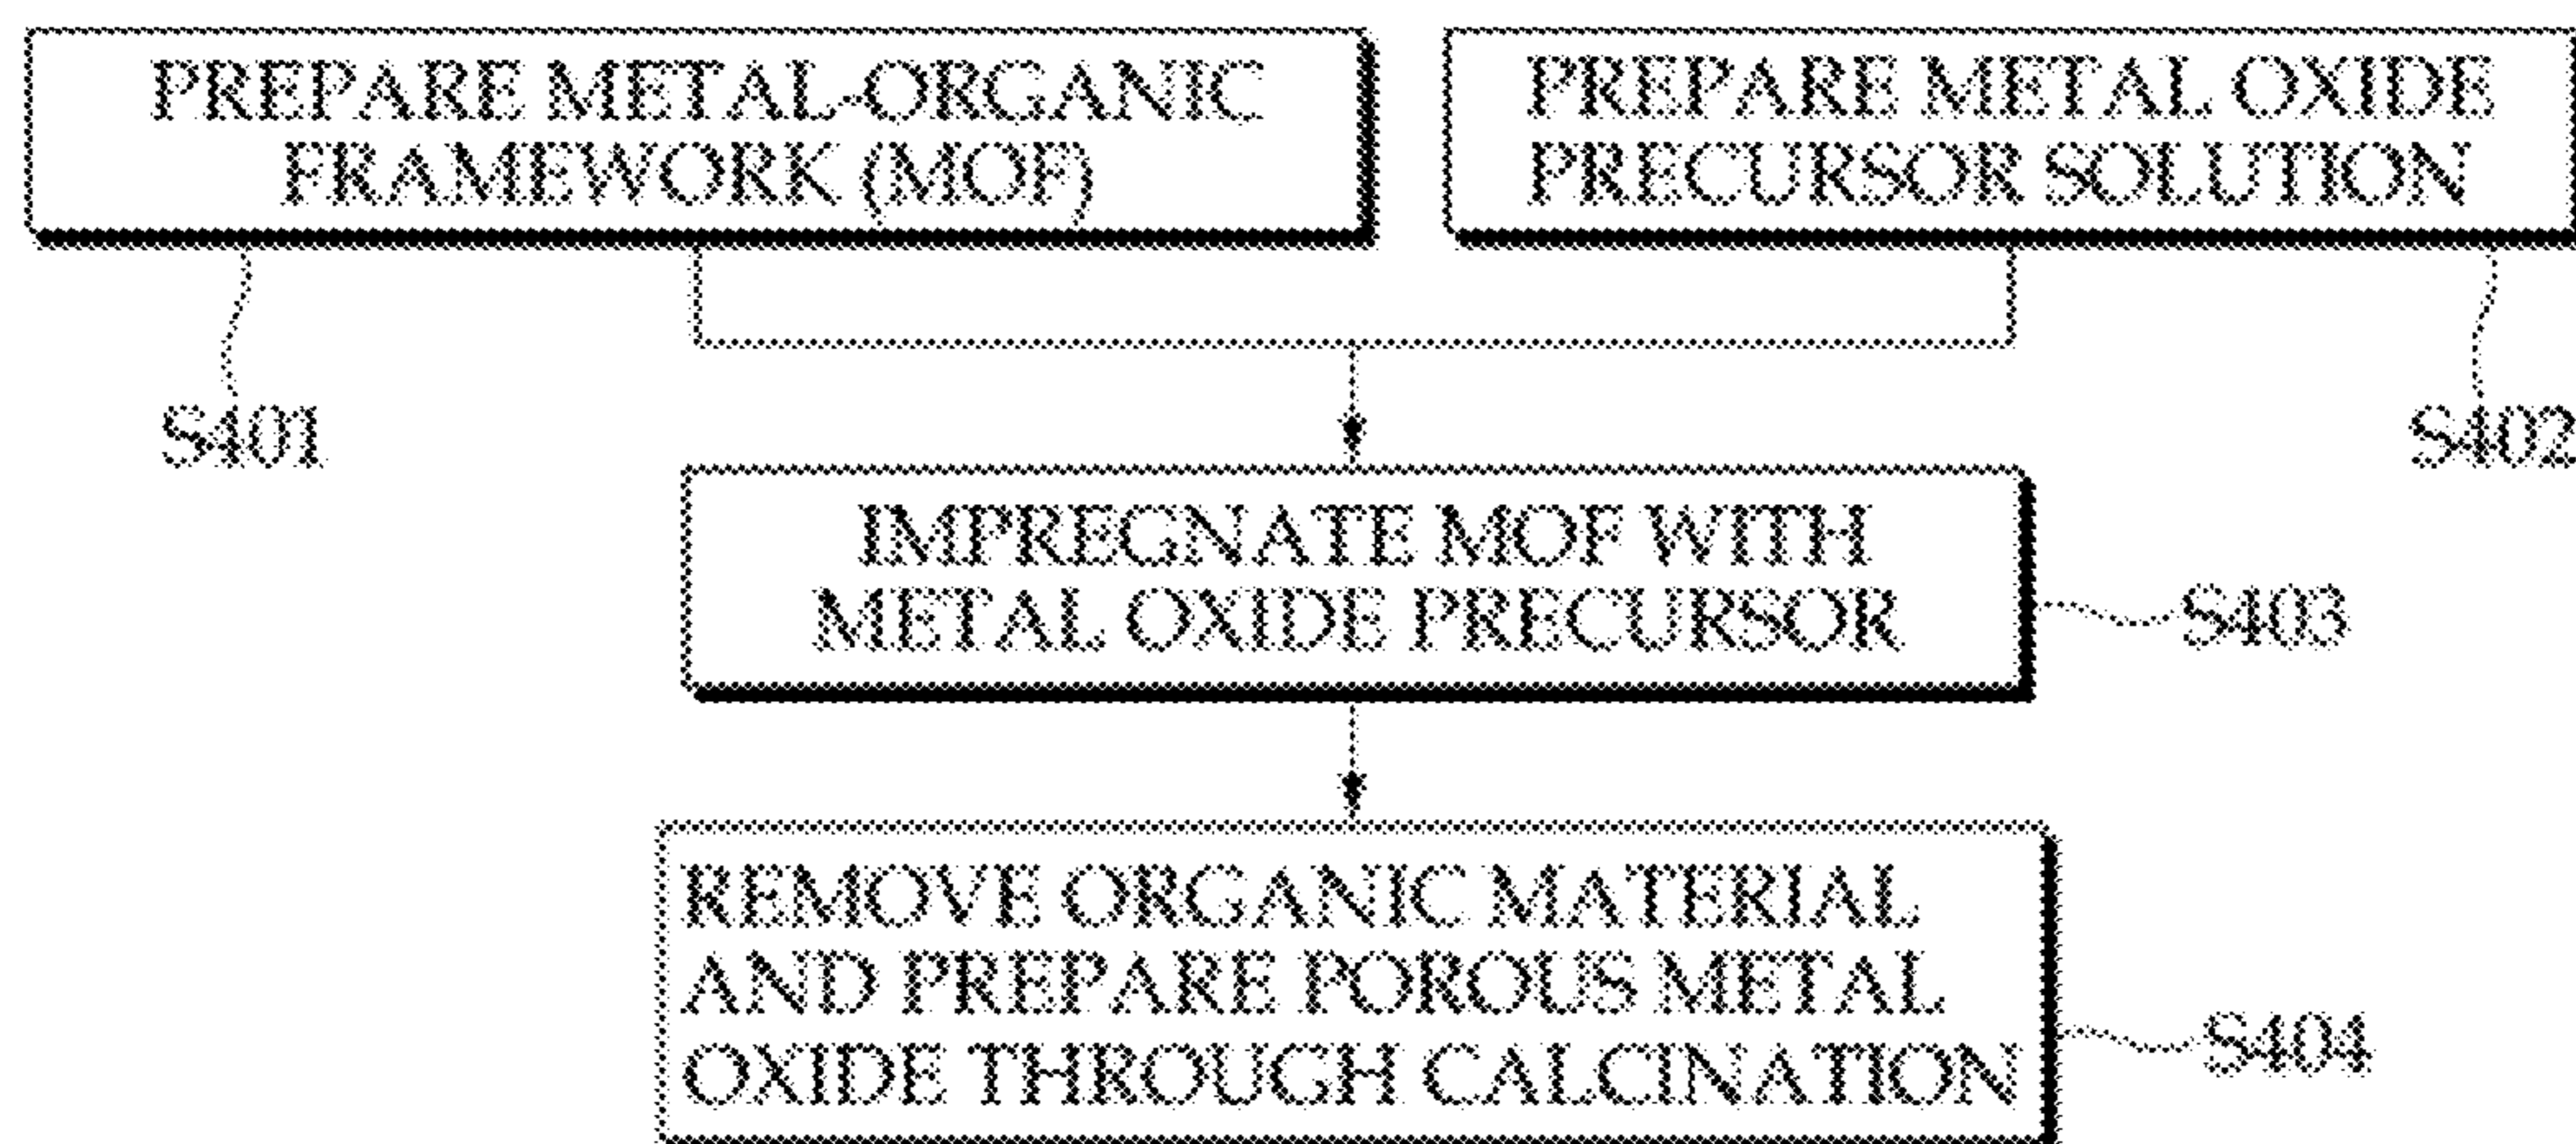 PREPARE METAL-ORGANIC
FRAMEWORK (MOF)
PREPARE METAL OXIDE
PRECURSOR SOLUTION
S401
S402
IMPREGNATE MOF WITH
METAL OXIDE PRECURSOR
S403
REMOVE ORGANIC MATERIAL
AND PREPARE POROUS METAL
OXIDE THROUGH CALCINATION
S404